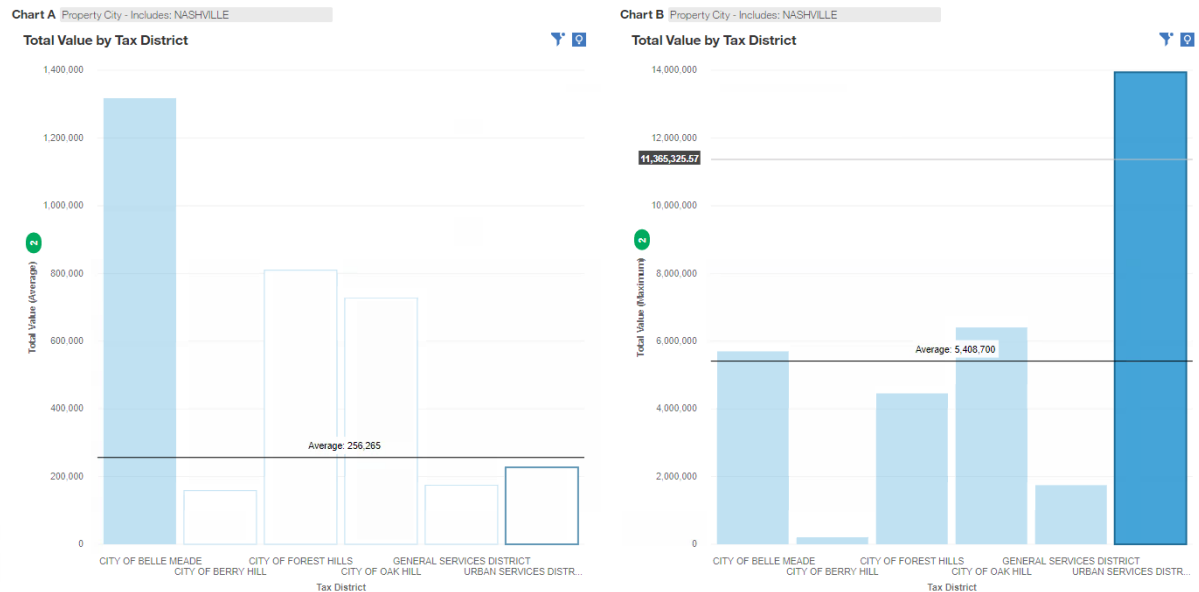 Chart A Property City - Includes: NASHVILLE
Total Value by Tax District
1,400,000
1,200,000
1,000,000
800,000
600,000
400,000
200,000
0
2
Total Value (Average)
Average: 256,265
CITY OF BELLE MEADE
CITY OF BERRY HILL
CITY OF FOREST HILLS
CITY OF OAK HILL
GENERAL SERVICES DISTRICT
URBAN SERVICES DISTR...
Tax District
Chart B Property City - Includes: NASHVILLE
Total Value by Tax District
14,000,000
12,000,000
11,365,325.57
10,000,000
8,000,000
6,000,000
4,000,000
2,000,000
0
2
Total Value (Maximum)
Average: 5,408,700
CITY OF BELLE MEADE
CITY OF BERRY HILL
CITY OF FOREST HILLS
CITY OF OAK HILL
GENERAL SERVICES DISTRICT
URBAN SERVICES DISTR...
Tax District